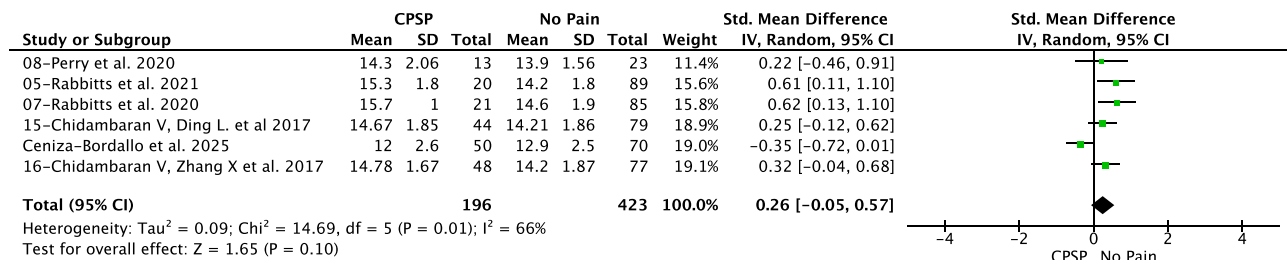 CPSP No Pain Std. Mean Difference Std. Mean Difference
Study or Subgroup Mean SD Total Mean SD Total Weight IV, Random, 95% CI IV, Random, 95% CI
08-Perry et al. 2020 14.3 2.06 13 13.9 1.56 23 11.4% 0.22 [-0.46, 0.91]
05-Rabbitts et al. 2021 15.3 1.8 20 14.2 1.8 89 15.6% 0.61 [0.11, 1.10]
07-Rabbitts et al. 2020 15.7 1 21 14.6 1.9 85 15.8% 0.62 [0.13, 1.10]
15-Chidambaran V, Ding L. et al 2017 14.67 1.85 44 14.21 1.86 79 18.9% 0.25 [-0.12, 0.62]
Ceniza-Bordallo et al. 2025 12 2.6 50 12.9 2.5 70 19.0% -0.35 [-0.72, 0.01]
16-Chidambaran V, Zhang X et al. 2017 14.78 1.67 48 14.2 1.87 77 19.1% 0.32 [-0.04, 0.68]
Total (95% CI) 196 423 100.0% 0.26 [-0.05, 0.57]
Heterogeneity: Tau² = 0.09; Chi² = 14.69, df = 5 (P = 0.01); I² = 66%
Test for overall effect: Z = 1.65 (P = 0.10)
-4 -2 0 2 4
CPSP No Pain